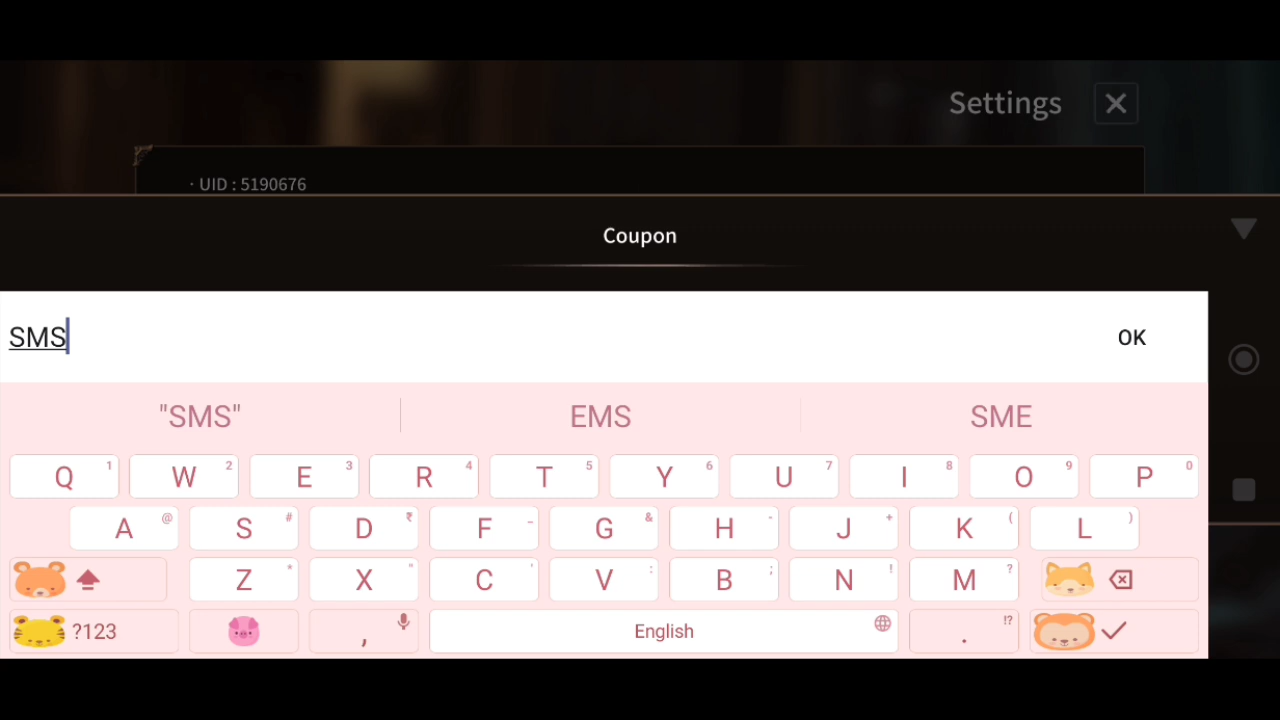 Settings
· UID : 5190676
Coupon
SMS
OK
"SMS" EMS SME
Q 1 W 2 E 3 R 4 T 5 Y 6 U 7 I 8 O 9 P 0
A @ S # D ₹ F _ G & H - J + K ( L )
Z * X " C ' V : B ; N ! M ?
?123 , English . !?